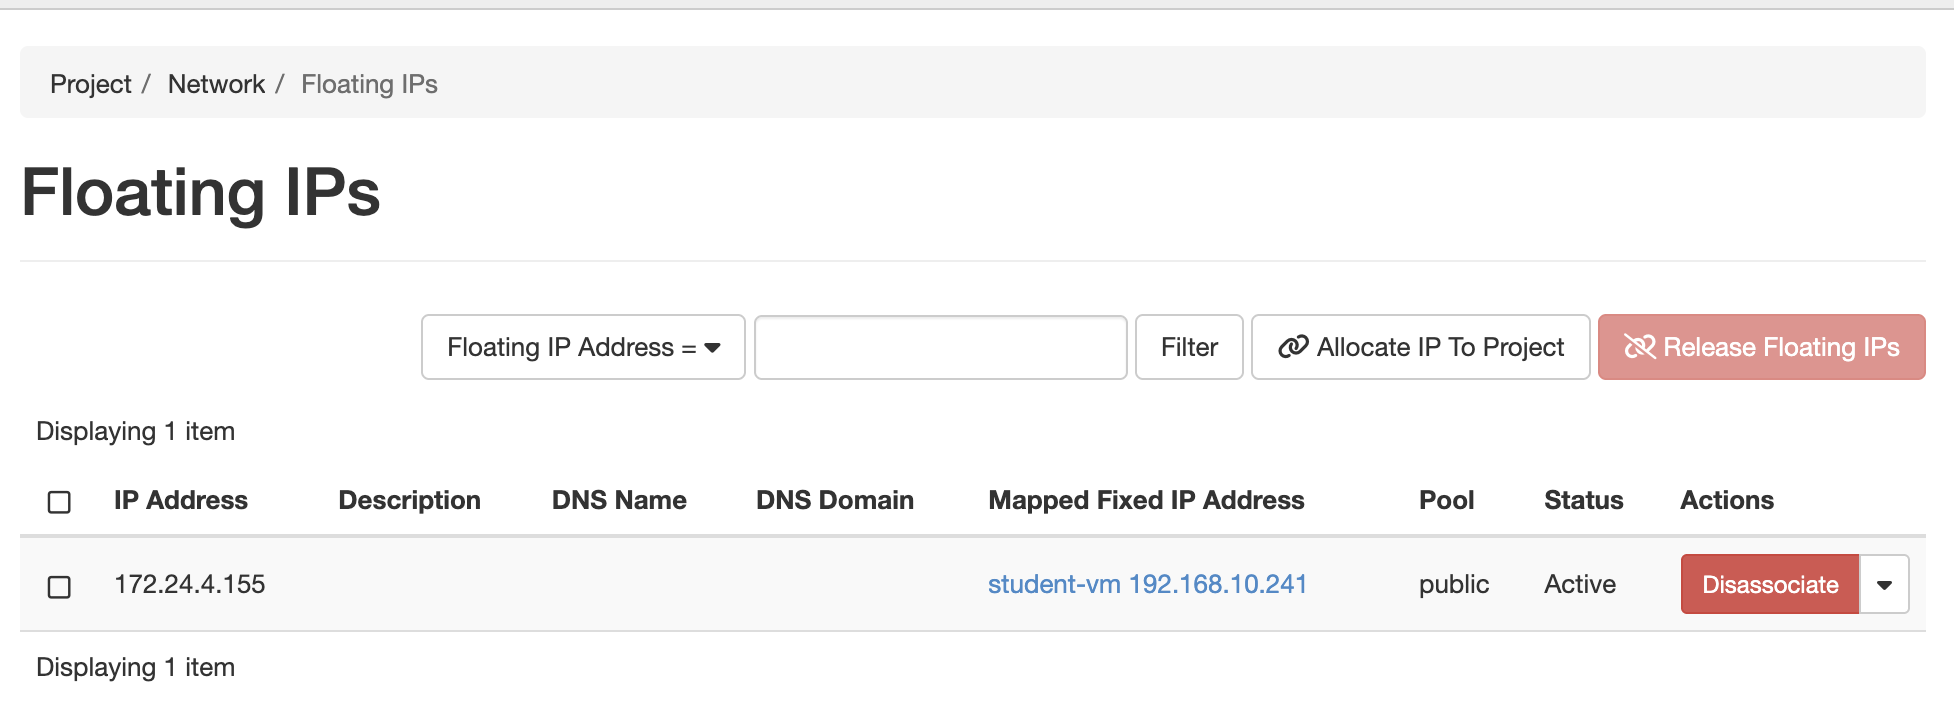 Project / Network / Floating IPs
Floating IPs
Floating IP Address = Filter Allocate IP To Project Release Floating IPs
Displaying 1 item
IP Address Description DNS Name DNS Domain Mapped Fixed IP Address Pool Status Actions
172.24.4.155 student-vm 192.168.10.241 public Active Disassociate
Displaying 1 item